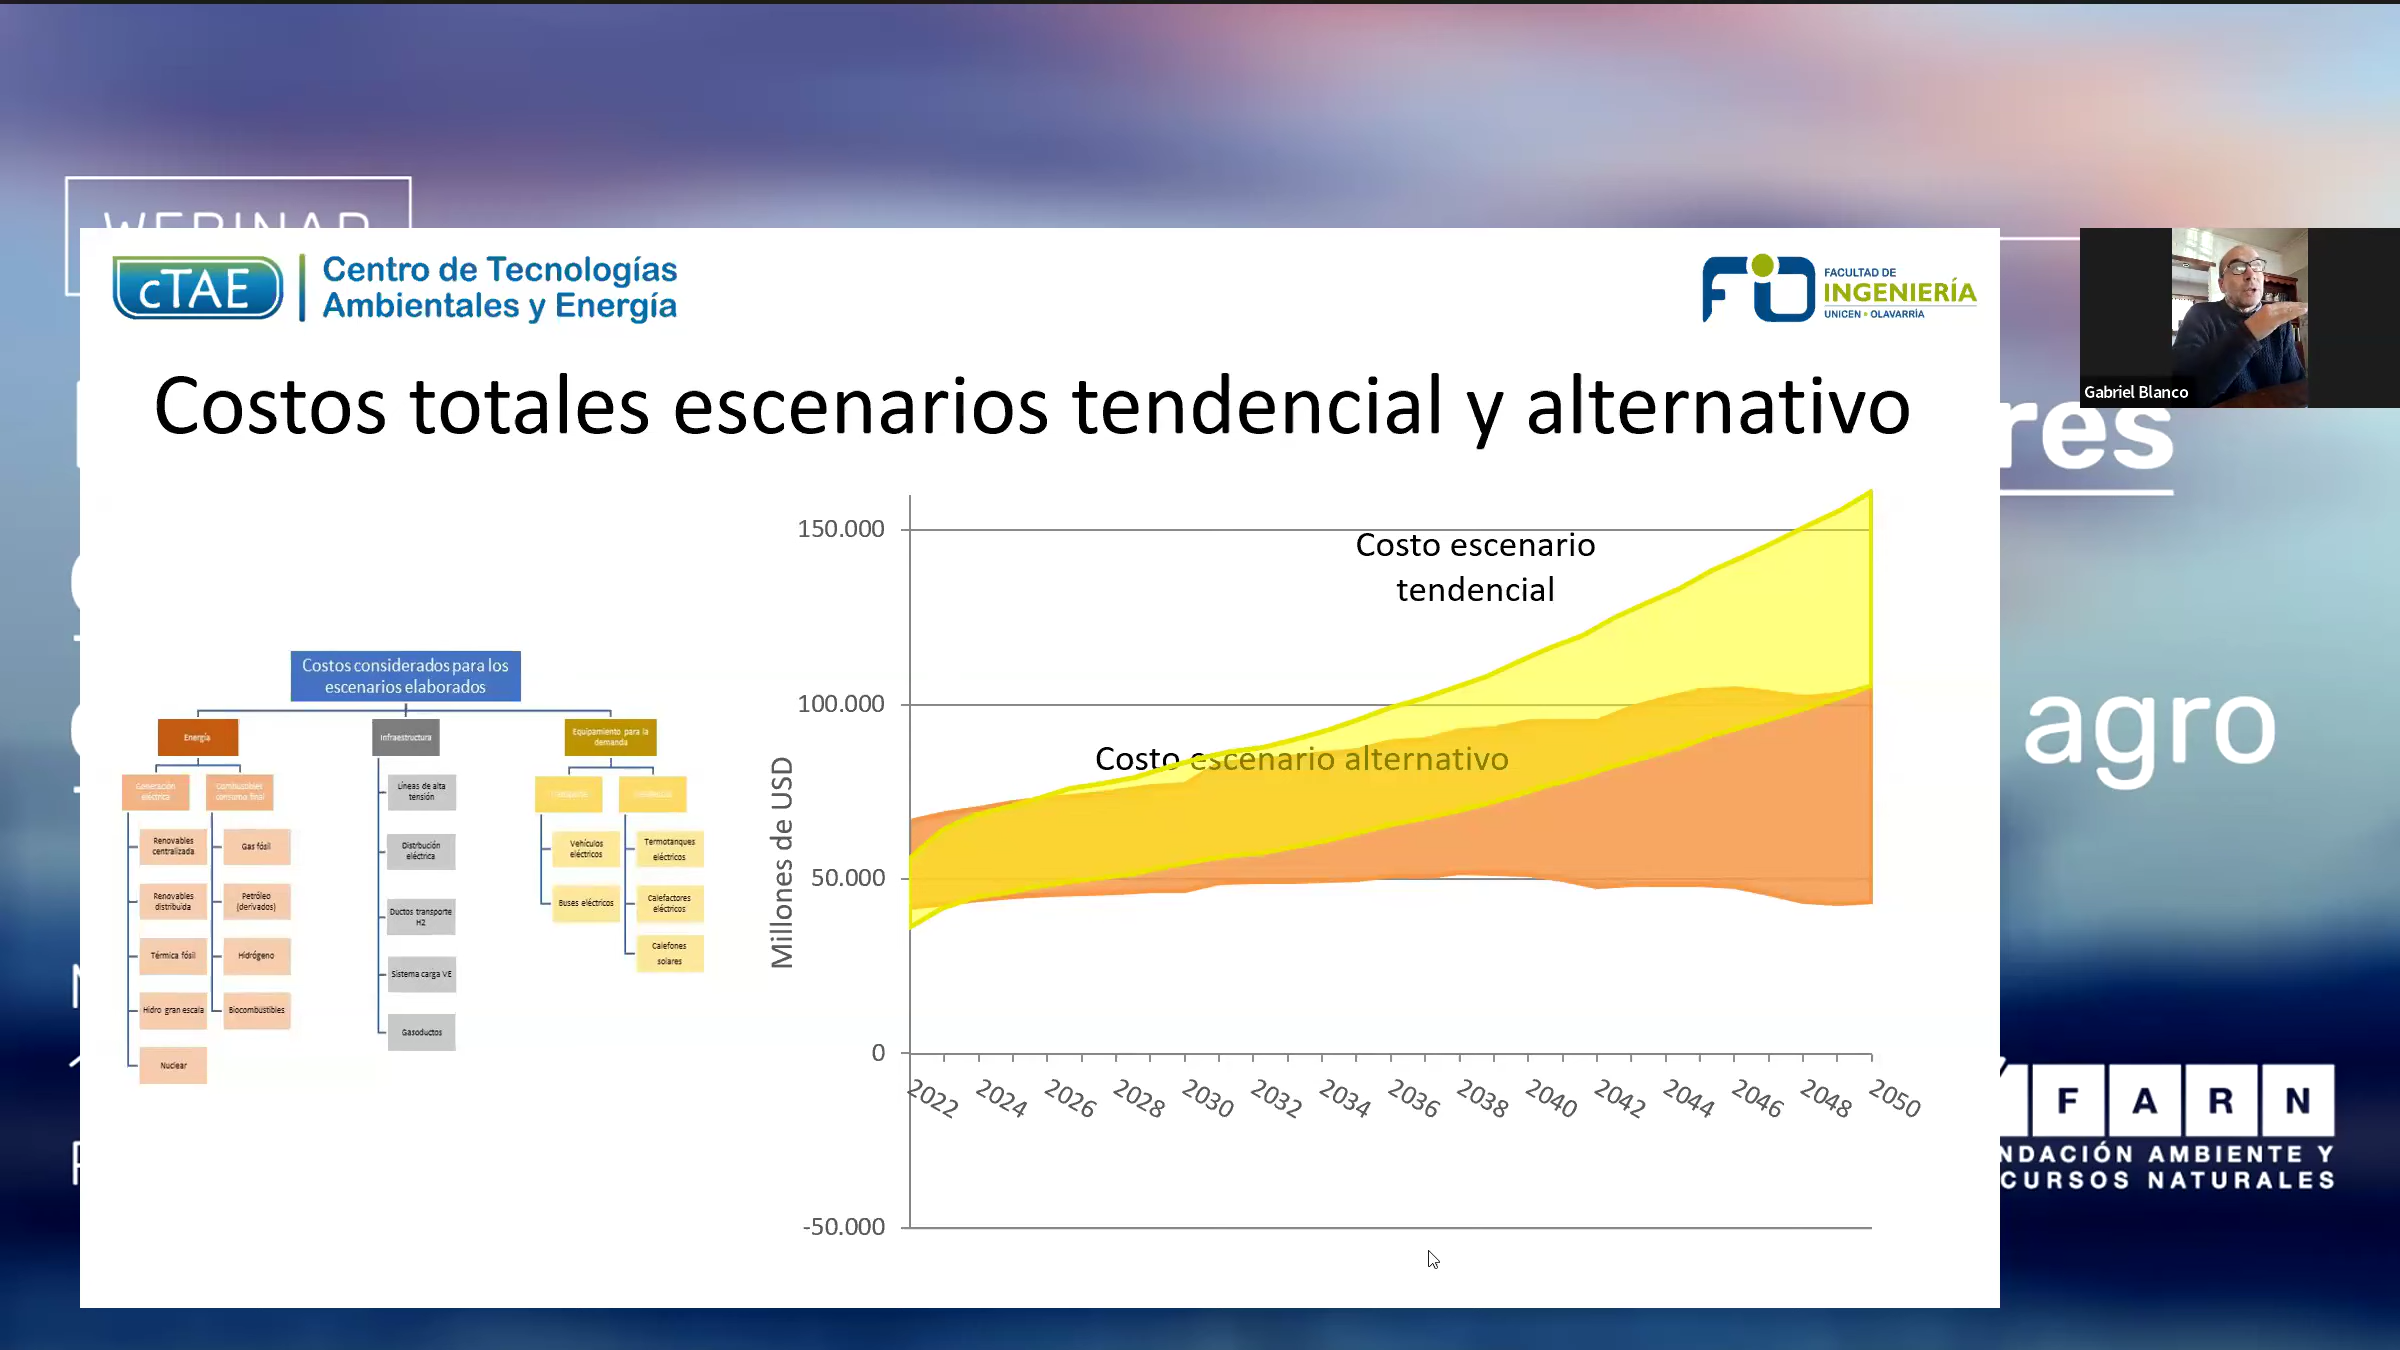 WEBINAR
cTAE
Centro de Tecnologías
Ambientales y Energía
FiO
FACULTAD DE
INGENIERÍA
UNICEN • OLAVARRÍA
Gabriel Blanco
res
Costos totales escenarios tendencial y alternativo
Costos considerados para los
escenarios elaborados
Energía
Infraestructura
Equipamiento para la
demanda
Generación
eléctrica
Combustibles
consumo final
Renovables
centralizada
Renovables
distribuida
Térmica fósil
Hidro gran escala
Nuclear
Gas fósil
Petróleo
(derivados)
Hidrógeno
Biocombustibles
Líneas de alta
tensión
Distribución
eléctrica
Ductos transporte
H2
Sistema carga VE
Gasoductos
Vehículos
eléctricos
Buses eléctricos
Termotanques
eléctricos
Calefactores
eléctricos
Calefones
solares
Millones de USD
150.000
100.000
50.000
0
-50.000
Costo escenario
tendencial
Costo escenario alternativo
2022 2024 2026 2028 2030 2032 2034 2036 2038 2040 2042 2044 2046 2048 2050
agro
F A R N
NDACIÓN AMBIENTE Y
CURSOS NATURALES